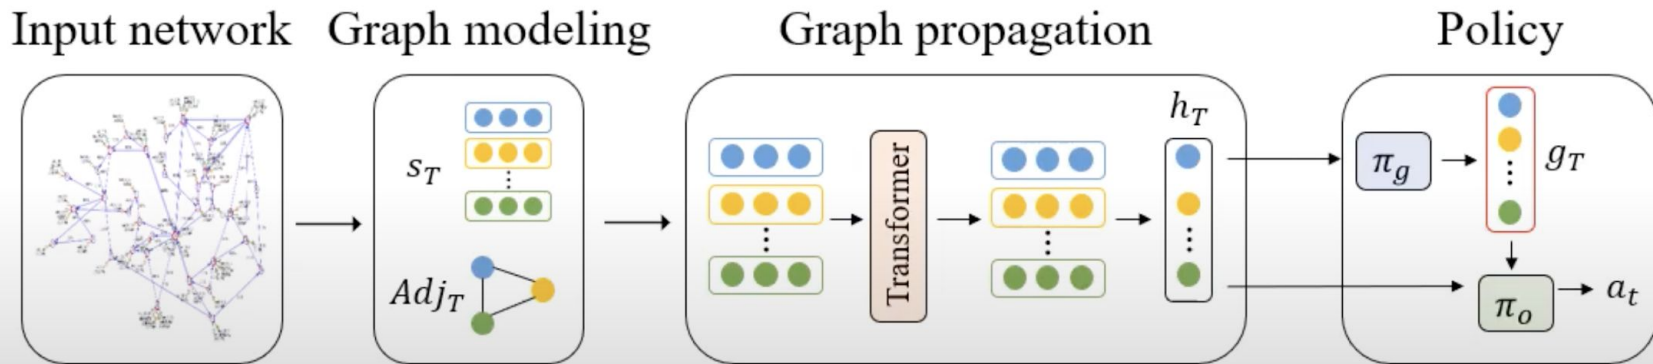 Input network
Graph modeling
Graph propagation
Policy
s_T
Adj_T
Transformer
h_T
π_g
g_T
π_o
a_t